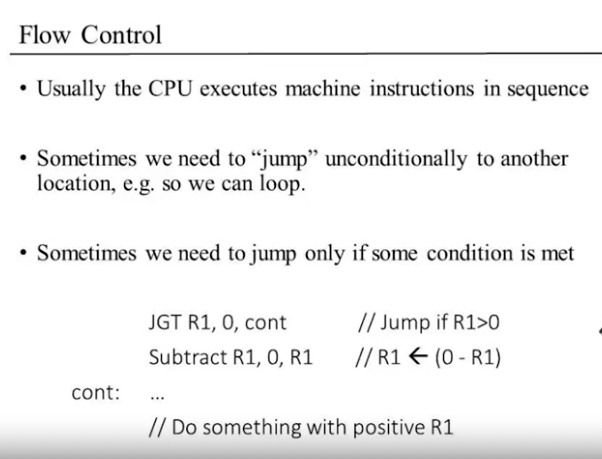 Flow Control
• Usually the CPU executes machine instructions in sequence
• Sometimes we need to “jump” unconditionally to another
location, e.g. so we can loop.
• Sometimes we need to jump only if some condition is met
JGT R1, 0, cont // Jump if R1>0
Subtract R1, 0, R1 // R1 ← (0 - R1)
cont: ...
// Do something with positive R1